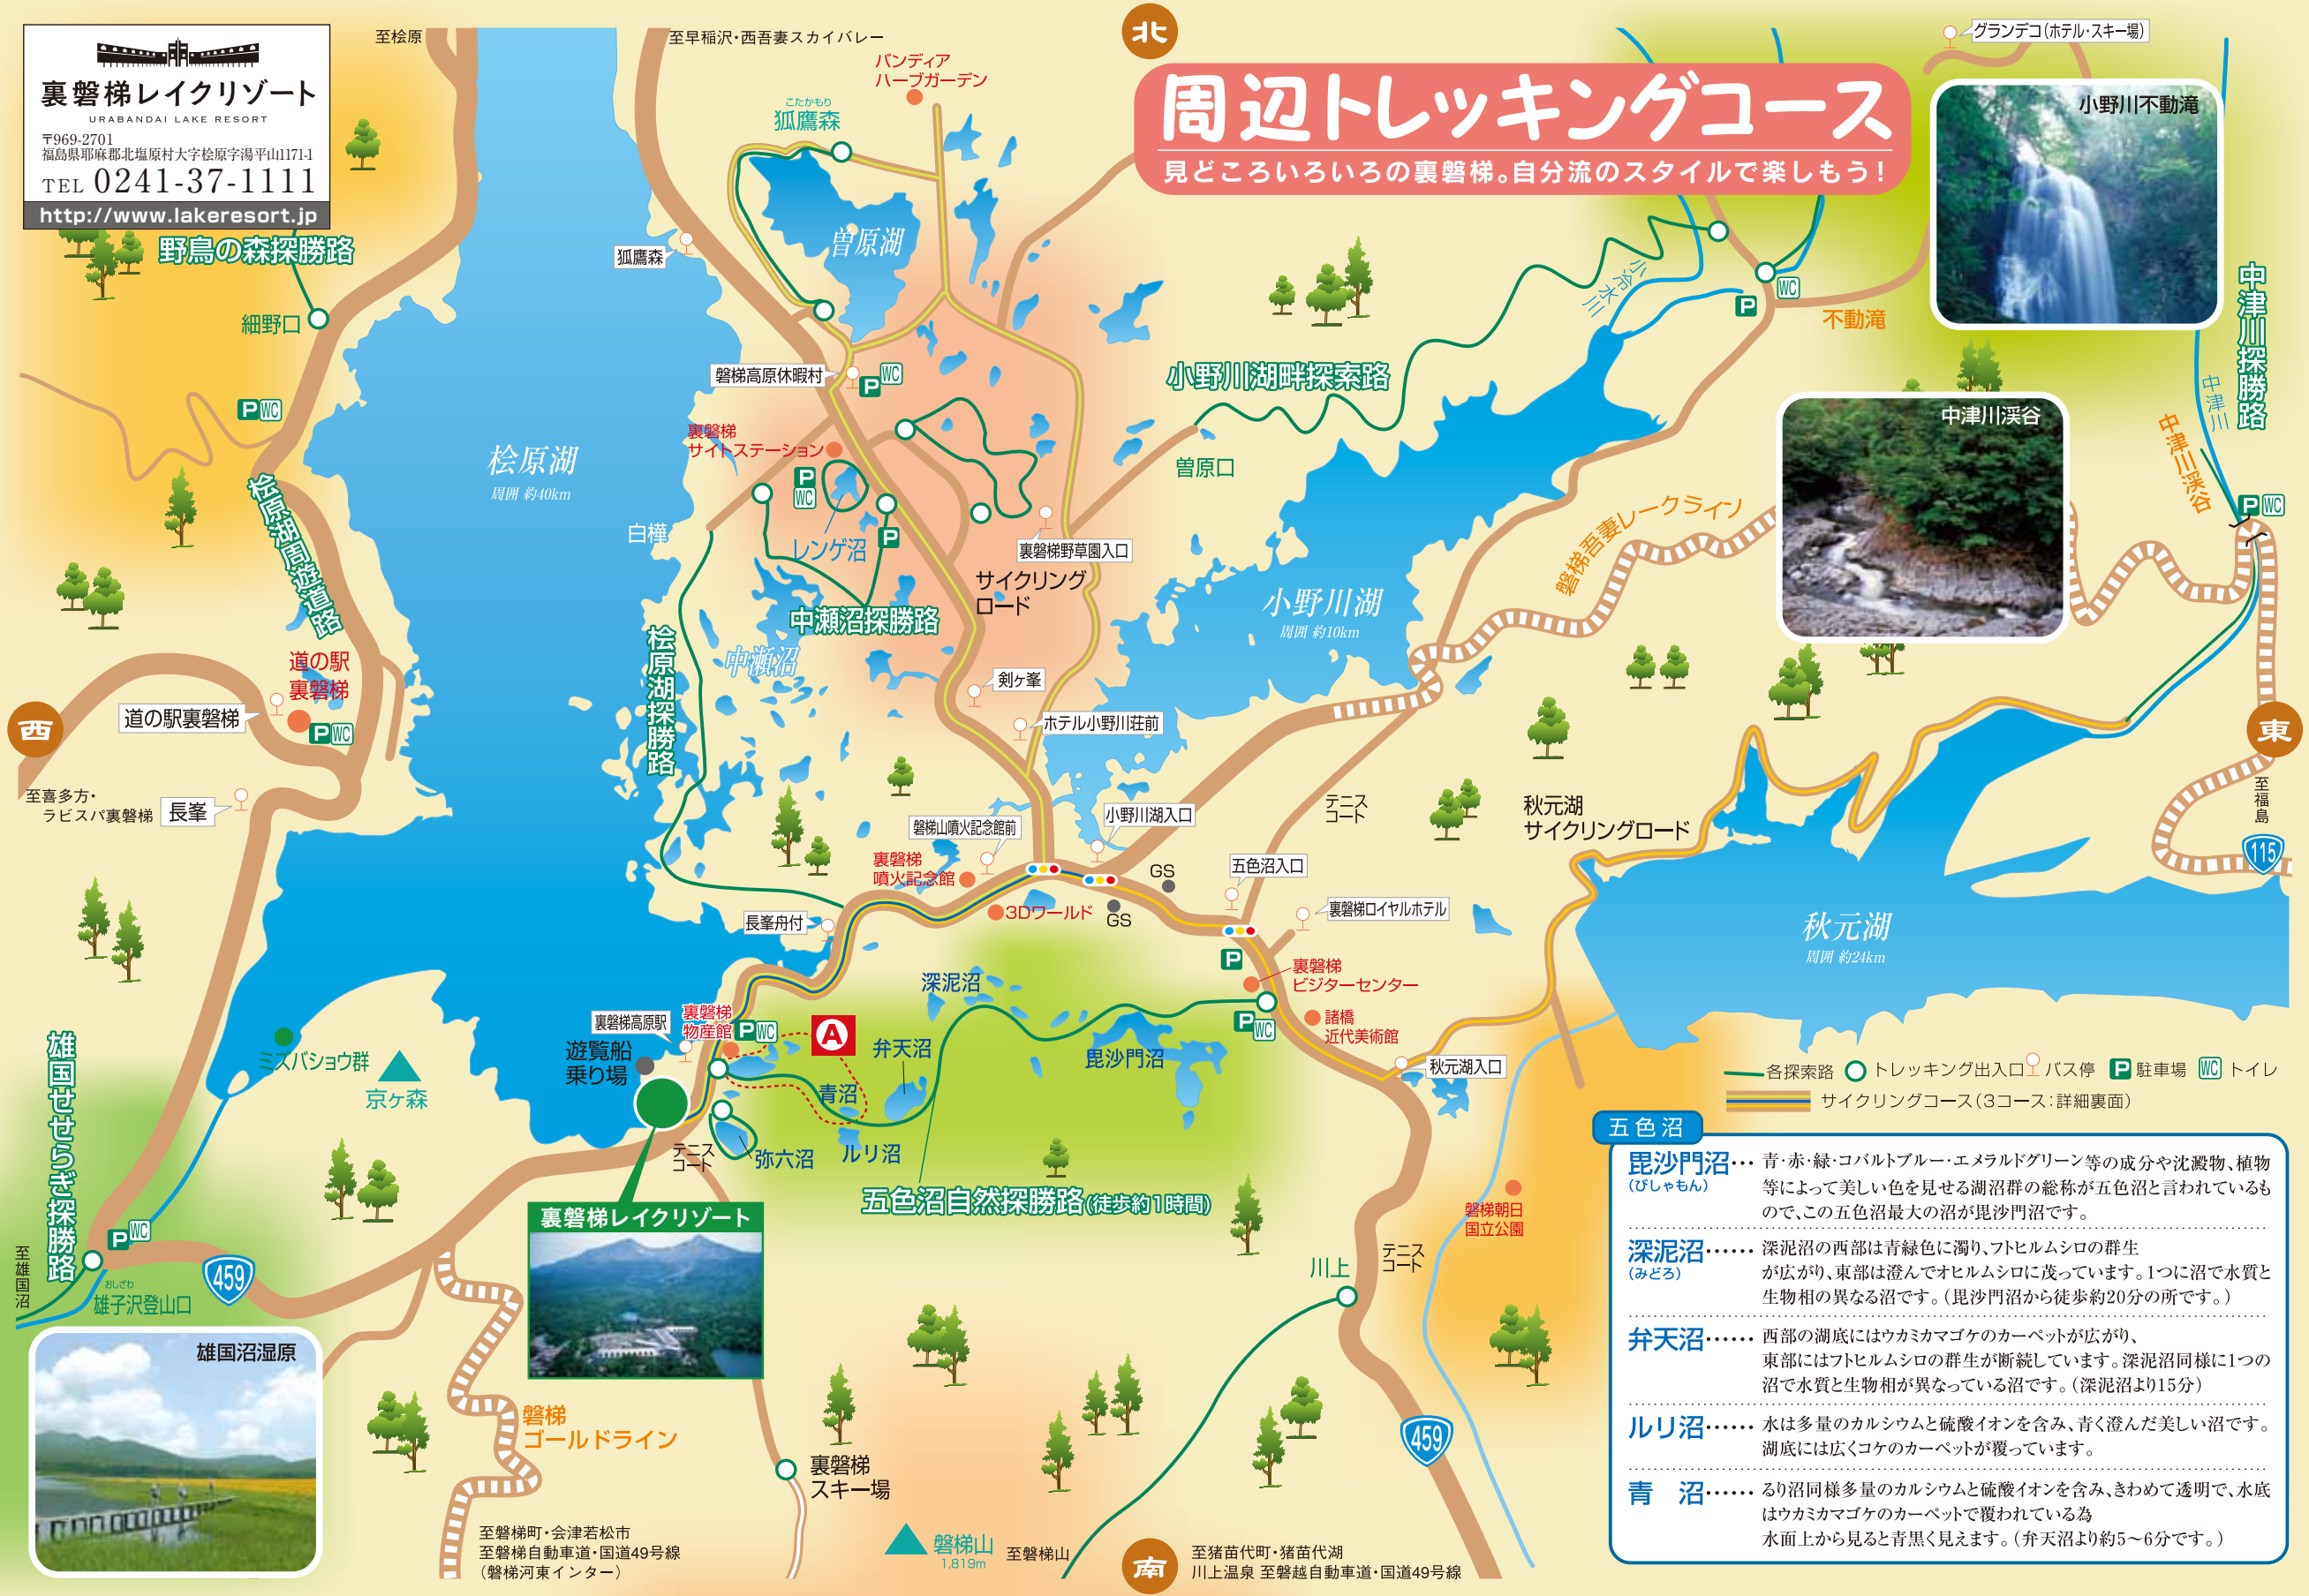 裏磐梯レイクリゾート
URABANDAI LAKE RESORT
〒969-2701
福島県耶麻郡北塩原村大字桧原字湯平山1171-1
TEL 0241-37-1111
http://www.lakeresort.jp
至桧原
至早稲沢・西吾妻スカイバレー
バンディア
ハーブガーデン
北
周辺トレッキングコース
見どころいろいろの裏磐梯。自分流のスタイルで楽しもう！
グランデコ（ホテル・スキー場）
小野川不動滝
こたかもり
狐鷹森
野鳥の森探勝路
狐鷹森
曽原湖
小冷水川
WC
P
不動滝
中津川探勝路
細野口
磐梯高原休暇村
P WC
小野川湖畔探索路
中津川渓谷
中津川
中津川渓谷
P WC
裏磐梯
サイトステーション
曽原口
桧原湖
周囲 約40km
P
WC
桧原湖周遊道路
白樺
レンゲ沼
P
裏磐梯野草園入口
磐梯吾妻レークライン
P WC
サイクリング
ロード
小野川湖
周囲 約10km
中瀬沼探勝路
中瀬沼
桧原湖探勝路
道の駅
裏磐梯
道の駅裏磐梯
P WC
剣ヶ峯
ホテル小野川荘前
西
東
至喜多方・
ラビスパ裏磐梯
長峯
磐梯山噴火記念館前
小野川湖入口
テニス
コート
秋元湖
サイクリングロード
至福島
115
裏磐梯
噴火記念館
GS
五色沼入口
3Dワールド
GS
長峯舟付
裏磐梯ロイヤルホテル
秋元湖
周囲 約24km
P
裏磐梯
ビジターセンター
深泥沼
裏磐梯高原駅
裏磐梯
物産館
P WC
A
P WC
諸橋
近代美術館
雄国せせらぎ探勝路
ミズバショウ群
京ヶ森
遊覧船
乗り場
弁天沼
毘沙門沼
青沼
秋元湖入口
各探索路
トレッキング出入口
バス停
P 駐車場
WC トイレ
サイクリングコース（3コース：詳細裏面）
テニス
コート
弥六沼
ルリ沼
五色沼自然探勝路（徒歩約1時間）
裏磐梯レイクリゾート
磐梯朝日
国立公園
P WC
至雄国沼
おしざわ
雄子沢登山口
459
川上
テニス
コート
雄国沼湿原
磐梯
ゴールドライン
459
裏磐梯
スキー場
至磐梯町・会津若松市
至磐梯自動車道・国道49号線
（磐梯河東インター）
磐梯山
1,819m
至磐梯山
南
至猪苗代町・猪苗代湖
川上温泉 至磐越自動車道・国道49号線
五色沼
毘沙門沼…青・赤・緑・コバルトブルー・エメラルドグリーン等の成分や沈澱物、植物
（びしゃもん）
等によって美しい色を見せる湖沼群の総称が五色沼と言われているも
ので、この五色沼最大の沼が毘沙門沼です。
深泥沼……深泥沼の西部は青緑色に濁り、フトヒルムシロの群生
（みどろ）
が広がり、東部は澄んでオヒルムシロに茂っています。1つに沼で水質と
生物相の異なる沼です。（毘沙門沼から徒歩約20分の所です。）
弁天沼……西部の湖底にはウカミカマゴケのカーペットが広がり、
東部にはフトヒルムシロの群生が断続しています。深泥沼同様に1つの
沼で水質と生物相が異なっている沼です。（深泥沼より15分）
ルリ沼……水は多量のカルシウムと硫酸イオンを含み、青く澄んだ美しい沼です。
湖底には広くコケのカーペットが覆っています。
青　沼……るり沼同様多量のカルシウムと硫酸イオンを含み、きわめて透明で、水底
はウカミカマゴケのカーペットで覆われている為
水面上から見ると青黒く見えます。（弁天沼より約5～6分です。）